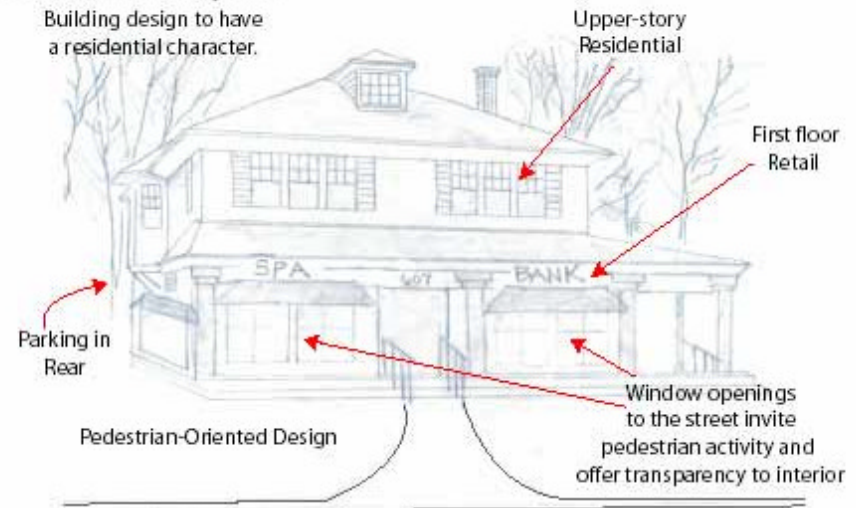 Building design to have
a residential character.
Upper-story
Residential
First floor
Retail
SPA
607
BANK
Parking in
Rear
Window openings
to the street invite
pedestrian activity and
offer transparency to interior
Pedestrian-Oriented Design